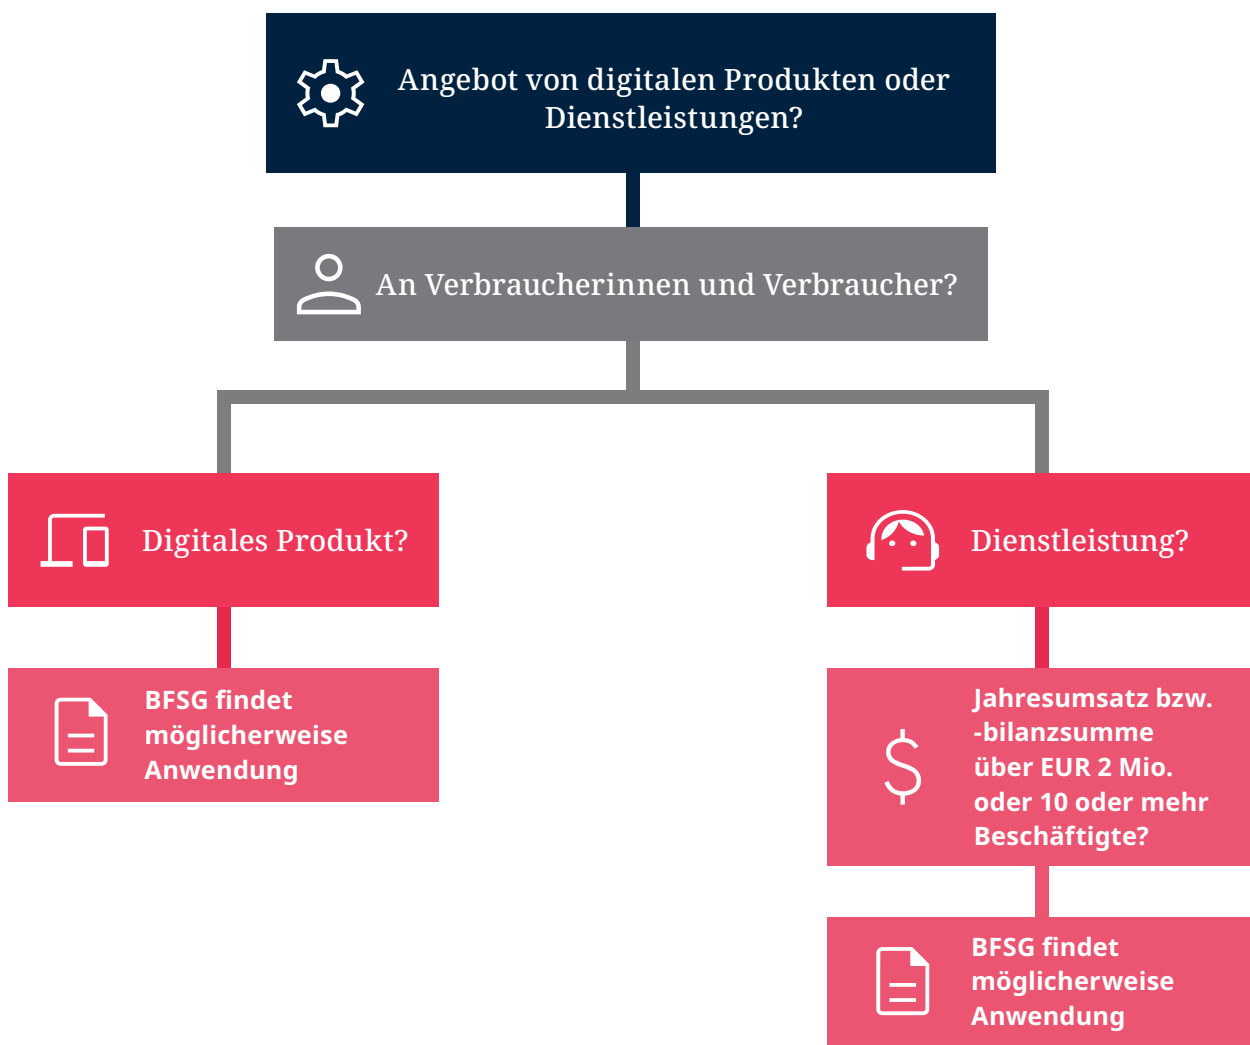 Angebot von digitalen Produkten oder
Dienstleistungen?
An Verbraucherinnen und Verbraucher?
Digitales Produkt?
Dienstleistung?
BFSG findet
möglicherweise
Anwendung
Jahresumsatz bzw.
-bilanzsumme
über EUR 2 Mio.
oder 10 oder mehr
Beschäftigte?
BFSG findet
möglicherweise
Anwendung